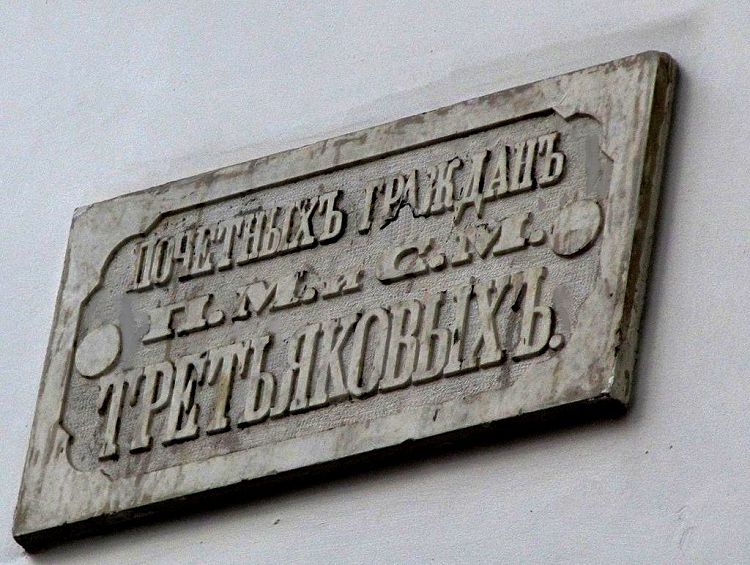 ПОЧЕТНЫХЪ ГРАЖДАНЪ
П.М. и С.М.
ТРЕТЬЯКОВЫХЪ.